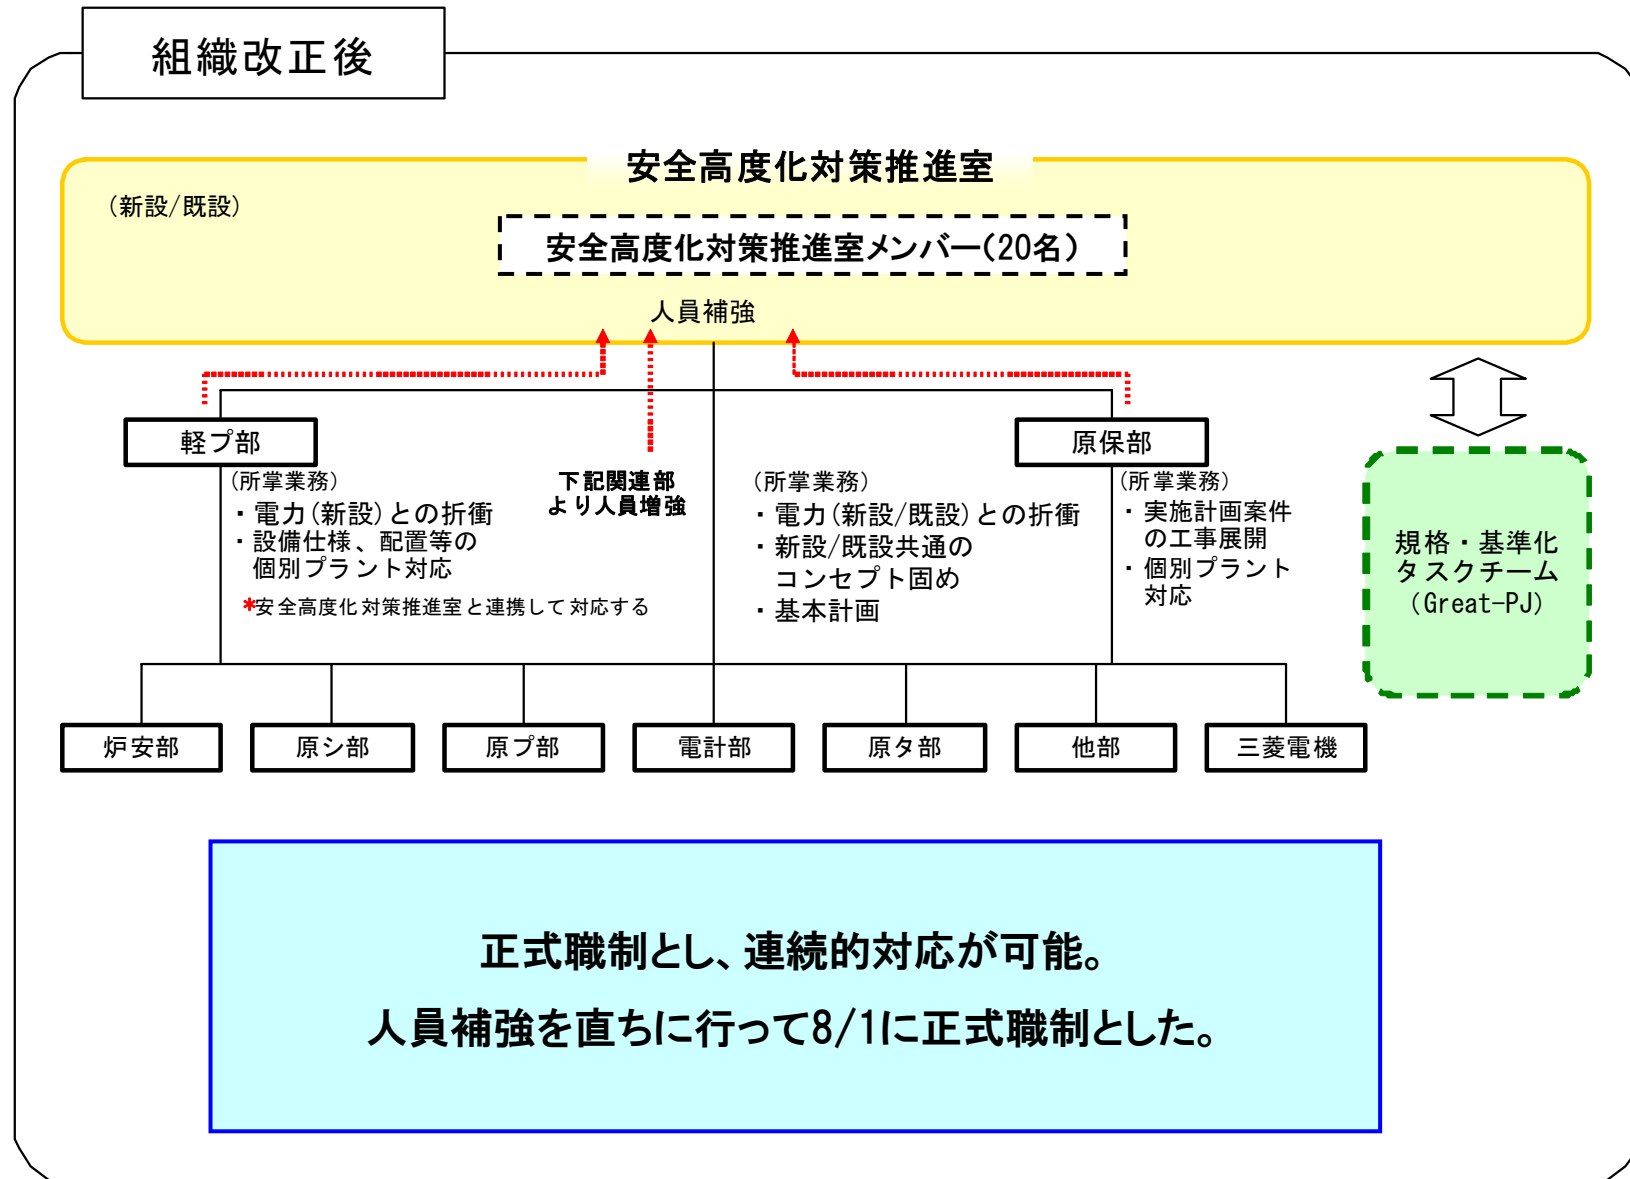 組織改正後
安全高度化対策推進室
（新設/既設）
安全高度化対策推進室メンバー（20名）
人員補強
軽プ部
（所掌業務）
・電力（新設）との折衝
・設備仕様、配置等の
個別プラント対応
*安全高度化対策推進室と連携して対応する
下記関連部
より人員増強
（所掌業務）
・電力（新設/既設）との折衝
・新設/既設共通の
コンセプト固め
・基本計画
原保部
（所掌業務）
・実施計画案件
の工事展開
・個別プラント
対応
規格・基準化
タスクチーム
（Great-PJ）
炉安部
原シ部
原プ部
電計部
原タ部
他部
三菱電機
正式職制とし、連続的対応が可能。
人員補強を直ちに行って8/1に正式職制とした。